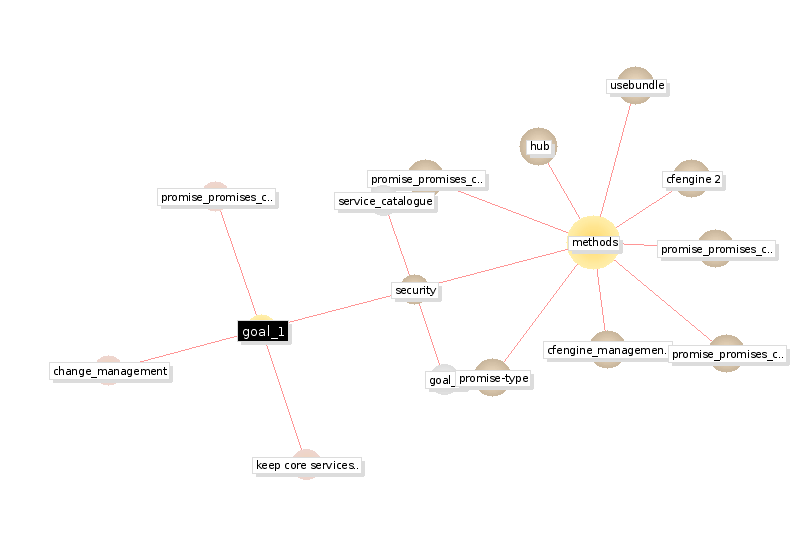 usebundle
hub
promise_promises_c..
cfengine 2
promise_promises_c..
service_catalogue
methods
promise_promises_c..
security
goal_1
cfengine_managemen.
promise_promises_c..
change_management
goal_
promise-type
keep core services..